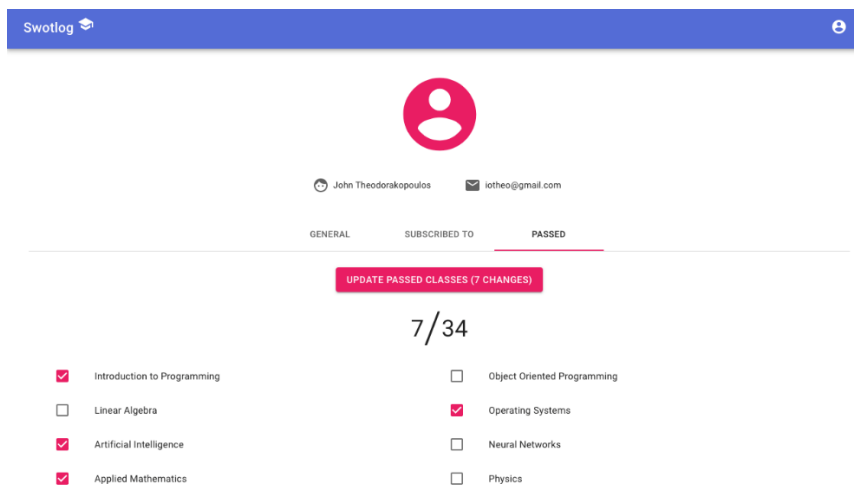 Swotlog
John Theodorakopoulos iotheo@gmail.com
GENERAL SUBSCRIBED TO PASSED
UPDATE PASSED CLASSES (7 CHANGES)
7/34
Introduction to Programming Object Oriented Programming
Linear Algebra Operating Systems
Artificial Intelligence Neural Networks
Applied Mathematics Physics